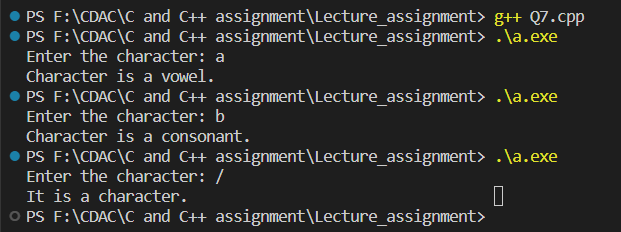 PS F:\CDAC\C and C++ assignment\Lecture_assignment> g++ Q7.cpp
PS F:\CDAC\C and C++ assignment\Lecture_assignment> .\a.exe
Enter the character: a
Character is a vowel.
PS F:\CDAC\C and C++ assignment\Lecture_assignment> .\a.exe
Enter the character: b
Character is a consonant.
PS F:\CDAC\C and C++ assignment\Lecture_assignment> .\a.exe
Enter the character: /
It is a character.
PS F:\CDAC\C and C++ assignment\Lecture_assignment>